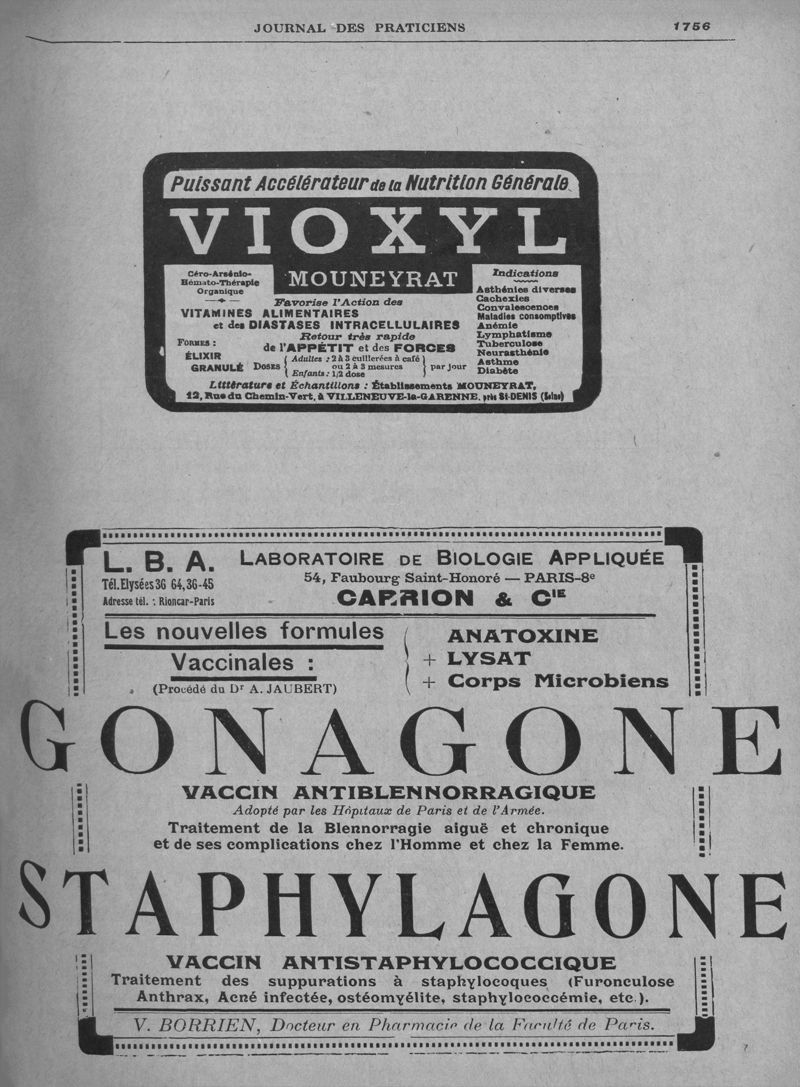 JOURNAL DES PRATICIENS 1756
Puissant Accélérateur de la Nutrition Générale
VIOXYL
MOUNEYRAT
Céro-Arsénio-
Hémato-Thérapie
Organique
Favorise l'Action des
VITAMINES ALIMENTAIRES
et des DIASTASES INTRACELLULAIRES
Retour très rapide
de l'APPÉTIT et des FORCES
FORMES :
ÉLIXIR
GRANULÉ
DOSES
Adultes : 2 à 3 cuillerées à café
ou 2 à 3 mesures
Enfants : 1/2 dose
par jour
Indications
Asthénies diverses
Cachexies
Convalescences
Maladies consomptives
Anémie
Lymphatisme
Tuberculose
Neurasthénie
Asthme
Diabète
Littérature et Échantillons : Établissements MOUNEYRAT,
12, Rue du Chemin-Vert, à VILLENEUVE-la-GARENNE, près St-DENIS (Seine)
L. B. A. LABORATOIRE DE BIOLOGIE APPLIQUÉE
Tél. Elysées 36 64, 36-45 54, Faubourg Saint-Honoré — PARIS-8e
Adresse tél. : Rioncar-Paris CARRION & CIE
Les nouvelles formules
Vaccinales :
(Procédé du Dr A. JAUBERT)
ANATOXINE
+ LYSAT
+ Corps Microbiens
GONAGONE
VACCIN ANTIBLENNORRAGIQUE
Adopté par les Hôpitaux de Paris et de l'Armée.
Traitement de la Blennorragie aiguë et chronique
et de ses complications chez l'Homme et chez la Femme.
STAPHYLAGONE
VACCIN ANTISTAPHYLOCOCCIQUE
Traitement des suppurations à staphylocoques (Furonculose
Anthrax, Acné infectée, ostéomyélite, staphylococcémie, etc.).
V. BORRIEN, Docteur en Pharmacie de la Faculté de Paris.